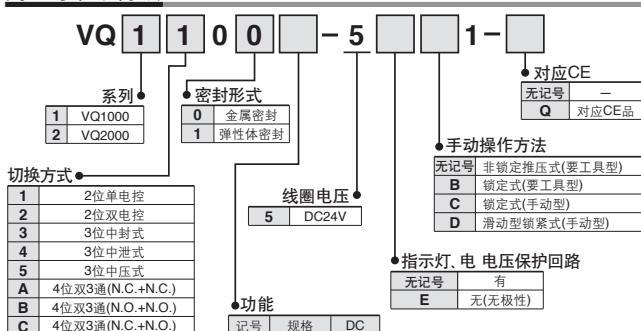 VQ 1 1 0 0 － 5 1－
系列
1 VQ1000
2 VQ2000
密封形式
0 金属密封
1 弹性体密封
对应CE
无记号 －
Q 对应CE品
切换方式
1 2位单电控
2 2位双电控
3 3位中封式
4 3位中泄式
5 3位中压式
A 4位双3通(N.C.+N.C.)
B 4位双3通(N.O.+N.O.)
C 4位双3通(N.C.+N.O.)
线圈电压
5 DC24V
手动操作方法
无记号 非锁定推压式(要工具型)
B 锁定式(要工具型)
C 锁定式(手动型)
D 滑动型锁紧式(手动型)
指示灯、电 电压保护回路
无记号 有
E 无(无极性)
功能
记号 规格 DC